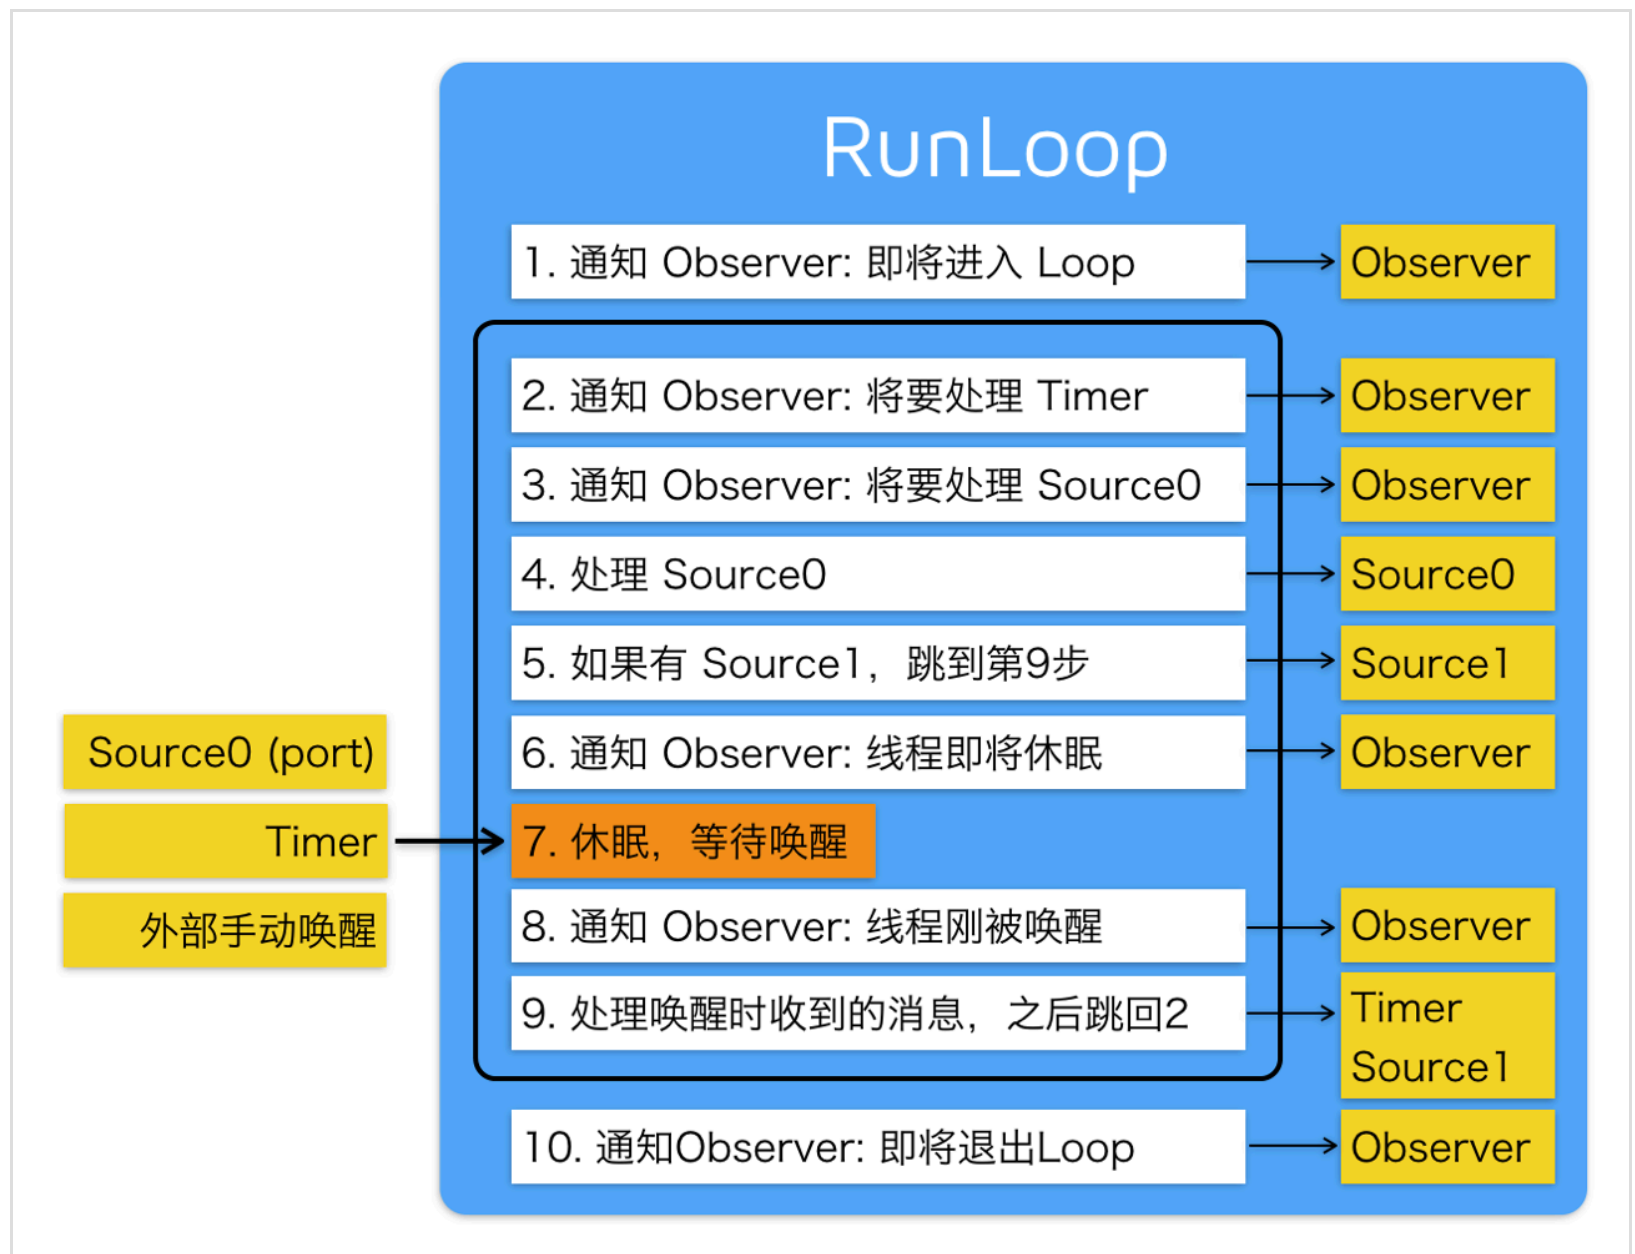 RunLoop
1. 通知 Observer: 即将进入 Loop
Observer
2. 通知 Observer: 将要处理 Timer
Observer
3. 通知 Observer: 将要处理 Source0
Observer
4. 处理 Source0
Source0
5. 如果有 Source1，跳到第9步
Source1
6. 通知 Observer: 线程即将休眠
Observer
Source0 (port)
Timer
外部手动唤醒
7. 休眠，等待唤醒
8. 通知 Observer: 线程刚被唤醒
Observer
9. 处理唤醒时收到的消息，之后跳回2
Timer
Source1
10. 通知Observer: 即将退出Loop
Observer